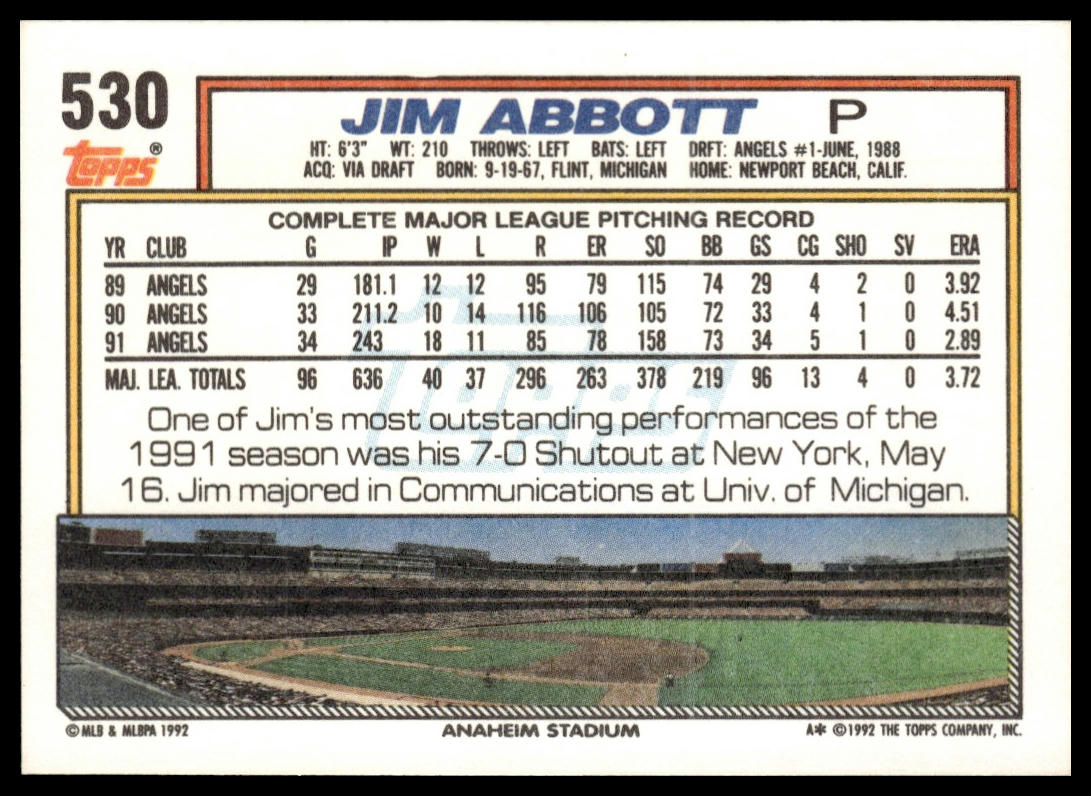 530
Topps®
JIM ABBOTT P
HT: 6'3" WT: 210 THROWS: LEFT BATS: LEFT DRFT: ANGELS #1-JUNE, 1988
ACQ: VIA DRAFT BORN: 9-19-67, FLINT, MICHIGAN HOME: NEWPORT BEACH, CALIF.
COMPLETE MAJOR LEAGUE PITCHING RECORD
YR CLUB G IP W L R ER SO BB GS CG SHO SV ERA
89 ANGELS 29 181.1 12 12 95 79 115 74 29 4 2 0 3.92
90 ANGELS 33 211.2 10 14 116 106 105 72 33 4 1 0 4.51
91 ANGELS 34 243 18 11 85 78 158 73 34 5 1 0 2.89
MAJ. LEA. TOTALS 96 636 40 37 296 263 378 219 96 13 4 0 3.72
Topps
One of Jim's most outstanding performances of the
1991 season was his 7-0 Shutout at New York, May
16. Jim majored in Communications at Univ. of Michigan.
© MLB & MLBPA 1992 ANAHEIM STADIUM A* © 1992 THE TOPPS COMPANY, INC.